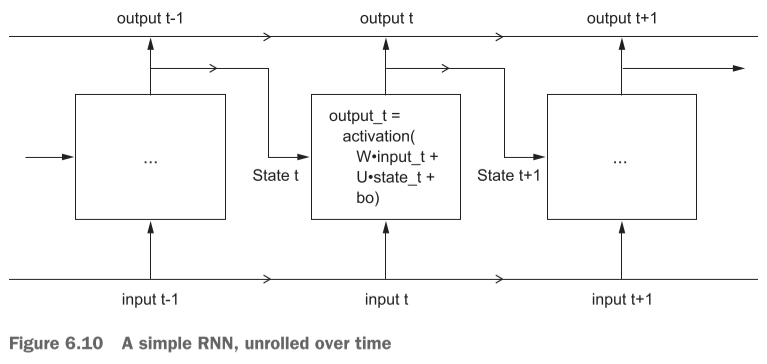 output t-1
output t
output t+1
output_t =
activation(
W•input_t +
U•state_t +
bo)
...
State t
State t+1
...
input t-1
input t
input t+1
Figure 6.10 A simple RNN, unrolled over time